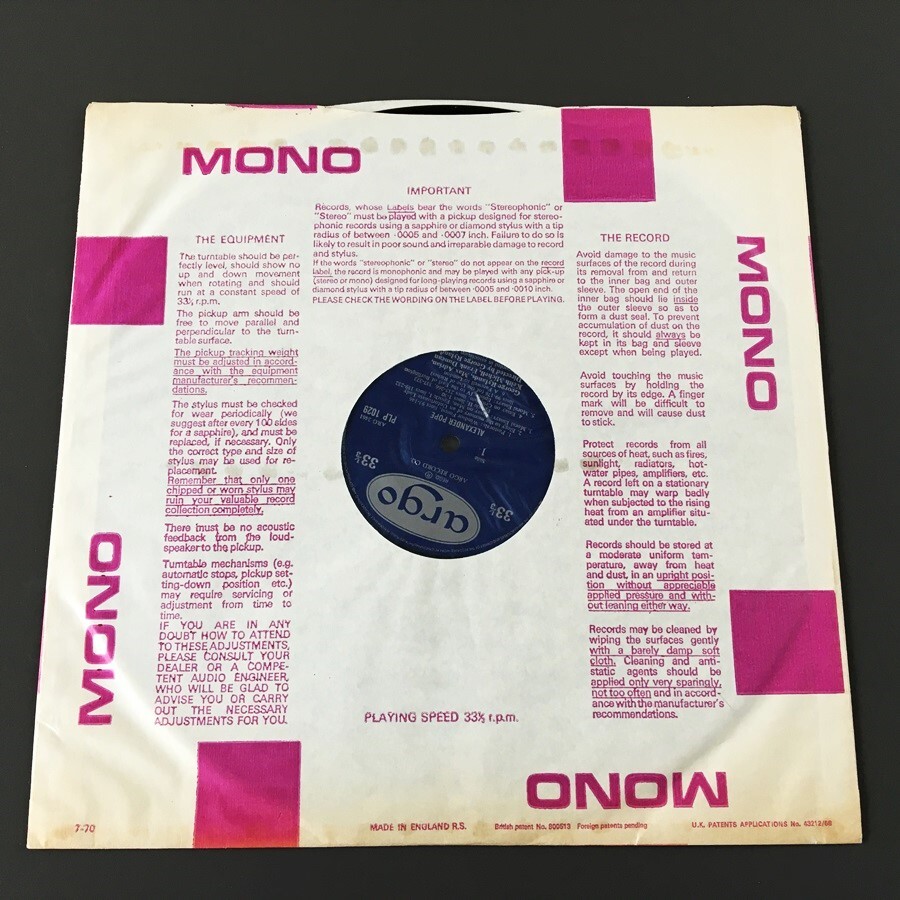 MONO
IMPORTANT
Records, whose Labels bear the words "Stereophonic" or
"Stereo" must be played with a pickup designed for stereo-
phonic records using a sapphire or diamond stylus with a tip
radius of between ·0005 and ·0007 inch. Failure to do so is
likely to result in poor sound and irreparable damage to record
and stylus.
If the words "stereophonic" or "stereo" do not appear on the record
label, the record is monophonic and may be played with any pick-up
(stereo or mono) designed for long-playing records using a sapphire or
diamond stylus with a tip radius of between ·0005 and ·0010 inch.
PLEASE CHECK THE WORDING ON THE LABEL BEFORE PLAYING.
THE EQUIPMENT
The turntable should be per-
fectly level, should show no
up and down movement
when rotating and should
run at a constant speed of
33⅓ r.p.m.
The pickup arm should be
free to move parallel and
perpendicular to the turn-
table surface.
The pickup tracking weight
must be adjusted in accord-
ance with the equipment
manufacturer's recommen-
dations.
The stylus must be checked
for wear periodically (we
suggest after every 100 sides
for a sapphire), and must be
replaced, if necessary. Only
the correct type and size of
stylus may be used for re-
placement.
Remember that only one
chipped or worn stylus may
ruin your valuable record
collection completely.
There must be no acoustic
feedback from the loud-
speaker to the pickup.
Turntable mechanisms (e.g.
automatic stops, pickup set-
ting-down position etc.)
may require servicing or
adjustment from time to
time.
IF YOU ARE IN ANY
DOUBT HOW TO ATTEND
TO THESE ADJUSTMENTS,
PLEASE CONSULT YOUR
DEALER OR A COMPE-
TENT AUDIO ENGINEER,
WHO WILL BE GLAD TO
ADVISE YOU OR CARRY
OUT THE NECESSARY
ADJUSTMENTS FOR YOU.
THE RECORD
Avoid damage to the music
surfaces of the record during
its removal from and return
to the inner bag and outer
sleeve. The open end of the
inner bag should lie inside
the outer sleeve so as to
form a dust seal. To prevent
accumulation of dust on the
record, it should always be
kept in its bag and sleeve
except when being played.
Avoid touching the music
surfaces by holding the
record by its edge. A finger
mark will be difficult to
remove and will cause dust
to stick.
Protect records from all
sources of heat, such as fires,
sunlight, radiators, hot-
water pipes, amplifiers, etc.
A record left on a stationary
turntable may warp badly
when subjected to the rising
heat from an amplifier situ-
ated under the turntable.
Records should be stored at
a moderate uniform tem-
perature, away from heat
and dust, in an upright posi-
tion without appreciable
applied pressure and with-
out leaning either way.
Records may be cleaned by
wiping the surfaces gently
with a barely damp soft
cloth. Cleaning and anti-
static agents should be
applied only very sparingly,
not too often and in accord-
ance with the manufacturer's
recommendations.
MONO
MONO
MONO
argo
33⅓ 33⅓
ARGO RECORD CO.
Side
1
PLP 1029
ALEXANDER POPE
PLAYING SPEED 33⅓ r.p.m.
7-70
MADE IN ENGLAND R.S.
British patent No. 800513 Foreign patents pending
U.K. PATENTS APPLICATIONS No. 43212/66